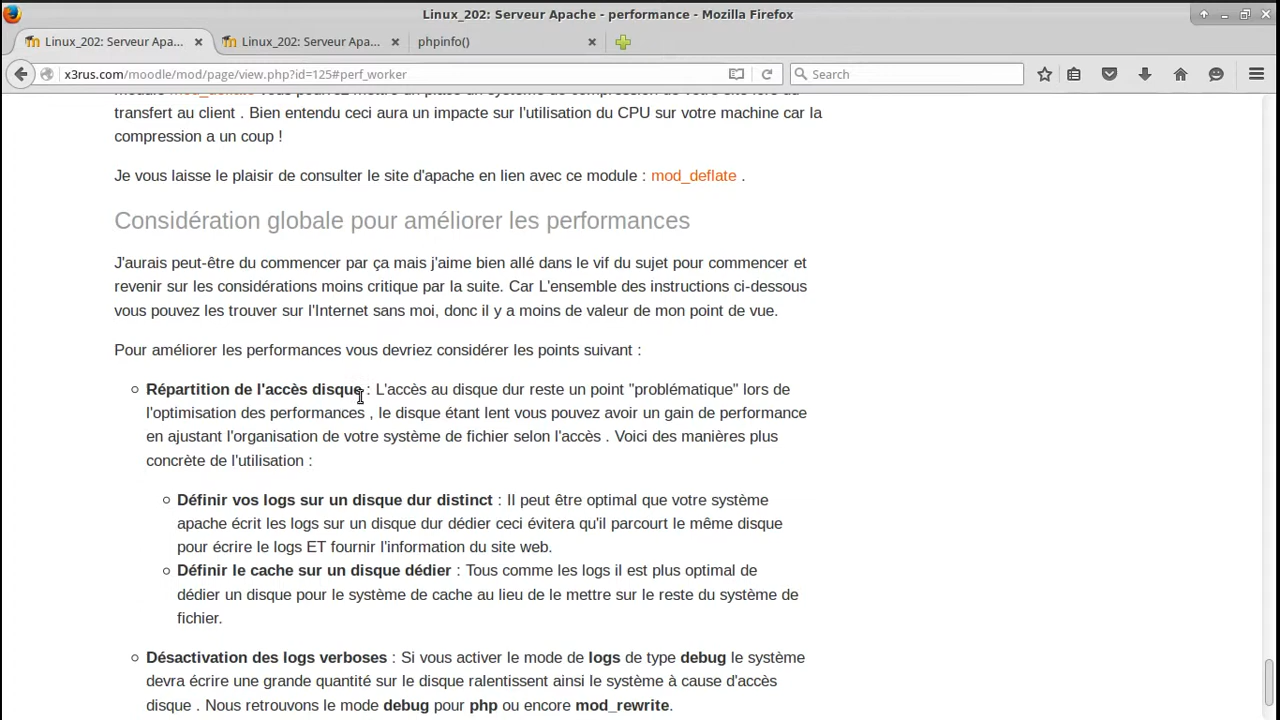 Linux_202: Serveur Apache - performance - Mozilla Firefox
Linux_202: Serveur Apa... Linux_202: Serveur Apa... phpinfo()
x3rus.com/moodle/mod/page/view.php?id=125#perf_worker Search
module mod_deflate vous pouvez mettre un place un système de compression de votre site lors du
transfert au client . Bien entendu ceci aura un impacte sur l'utilisation du CPU sur votre machine car la
compression a un coup !
Je vous laisse le plaisir de consulter le site d'apache en lien avec ce module : mod_deflate .
Considération globale pour améliorer les performances
J'aurais peut-être du commencer par ça mais j'aime bien allé dans le vif du sujet pour commencer et
revenir sur les considérations moins critique par la suite. Car L'ensemble des instructions ci-dessous
vous pouvez les trouver sur l'Internet sans moi, donc il y a moins de valeur de mon point de vue.
Pour améliorer les performances vous devriez considérer les points suivant :
Répartition de l'accès disque : L'accès au disque dur reste un point "problématique" lors de
l'optimisation des performances , le disque étant lent vous pouvez avoir un gain de performance
en ajustant l'organisation de votre système de fichier selon l'accès . Voici des manières plus
concrète de l'utilisation :
Définir vos logs sur un disque dur distinct : Il peut être optimal que votre système
apache écrit les logs sur un disque dur dédier ceci évitera qu'il parcourt le même disque
pour écrire le logs ET fournir l'information du site web.
Définir le cache sur un disque dédier : Tous comme les logs il est plus optimal de
dédier un disque pour le système de cache au lieu de le mettre sur le reste du système de
fichier.
Désactivation des logs verboses : Si vous activer le mode de logs de type debug le système
devra écrire une grande quantité sur le disque ralentissent ainsi le système à cause d'accès
disque . Nous retrouvons le mode debug pour php ou encore mod_rewrite.